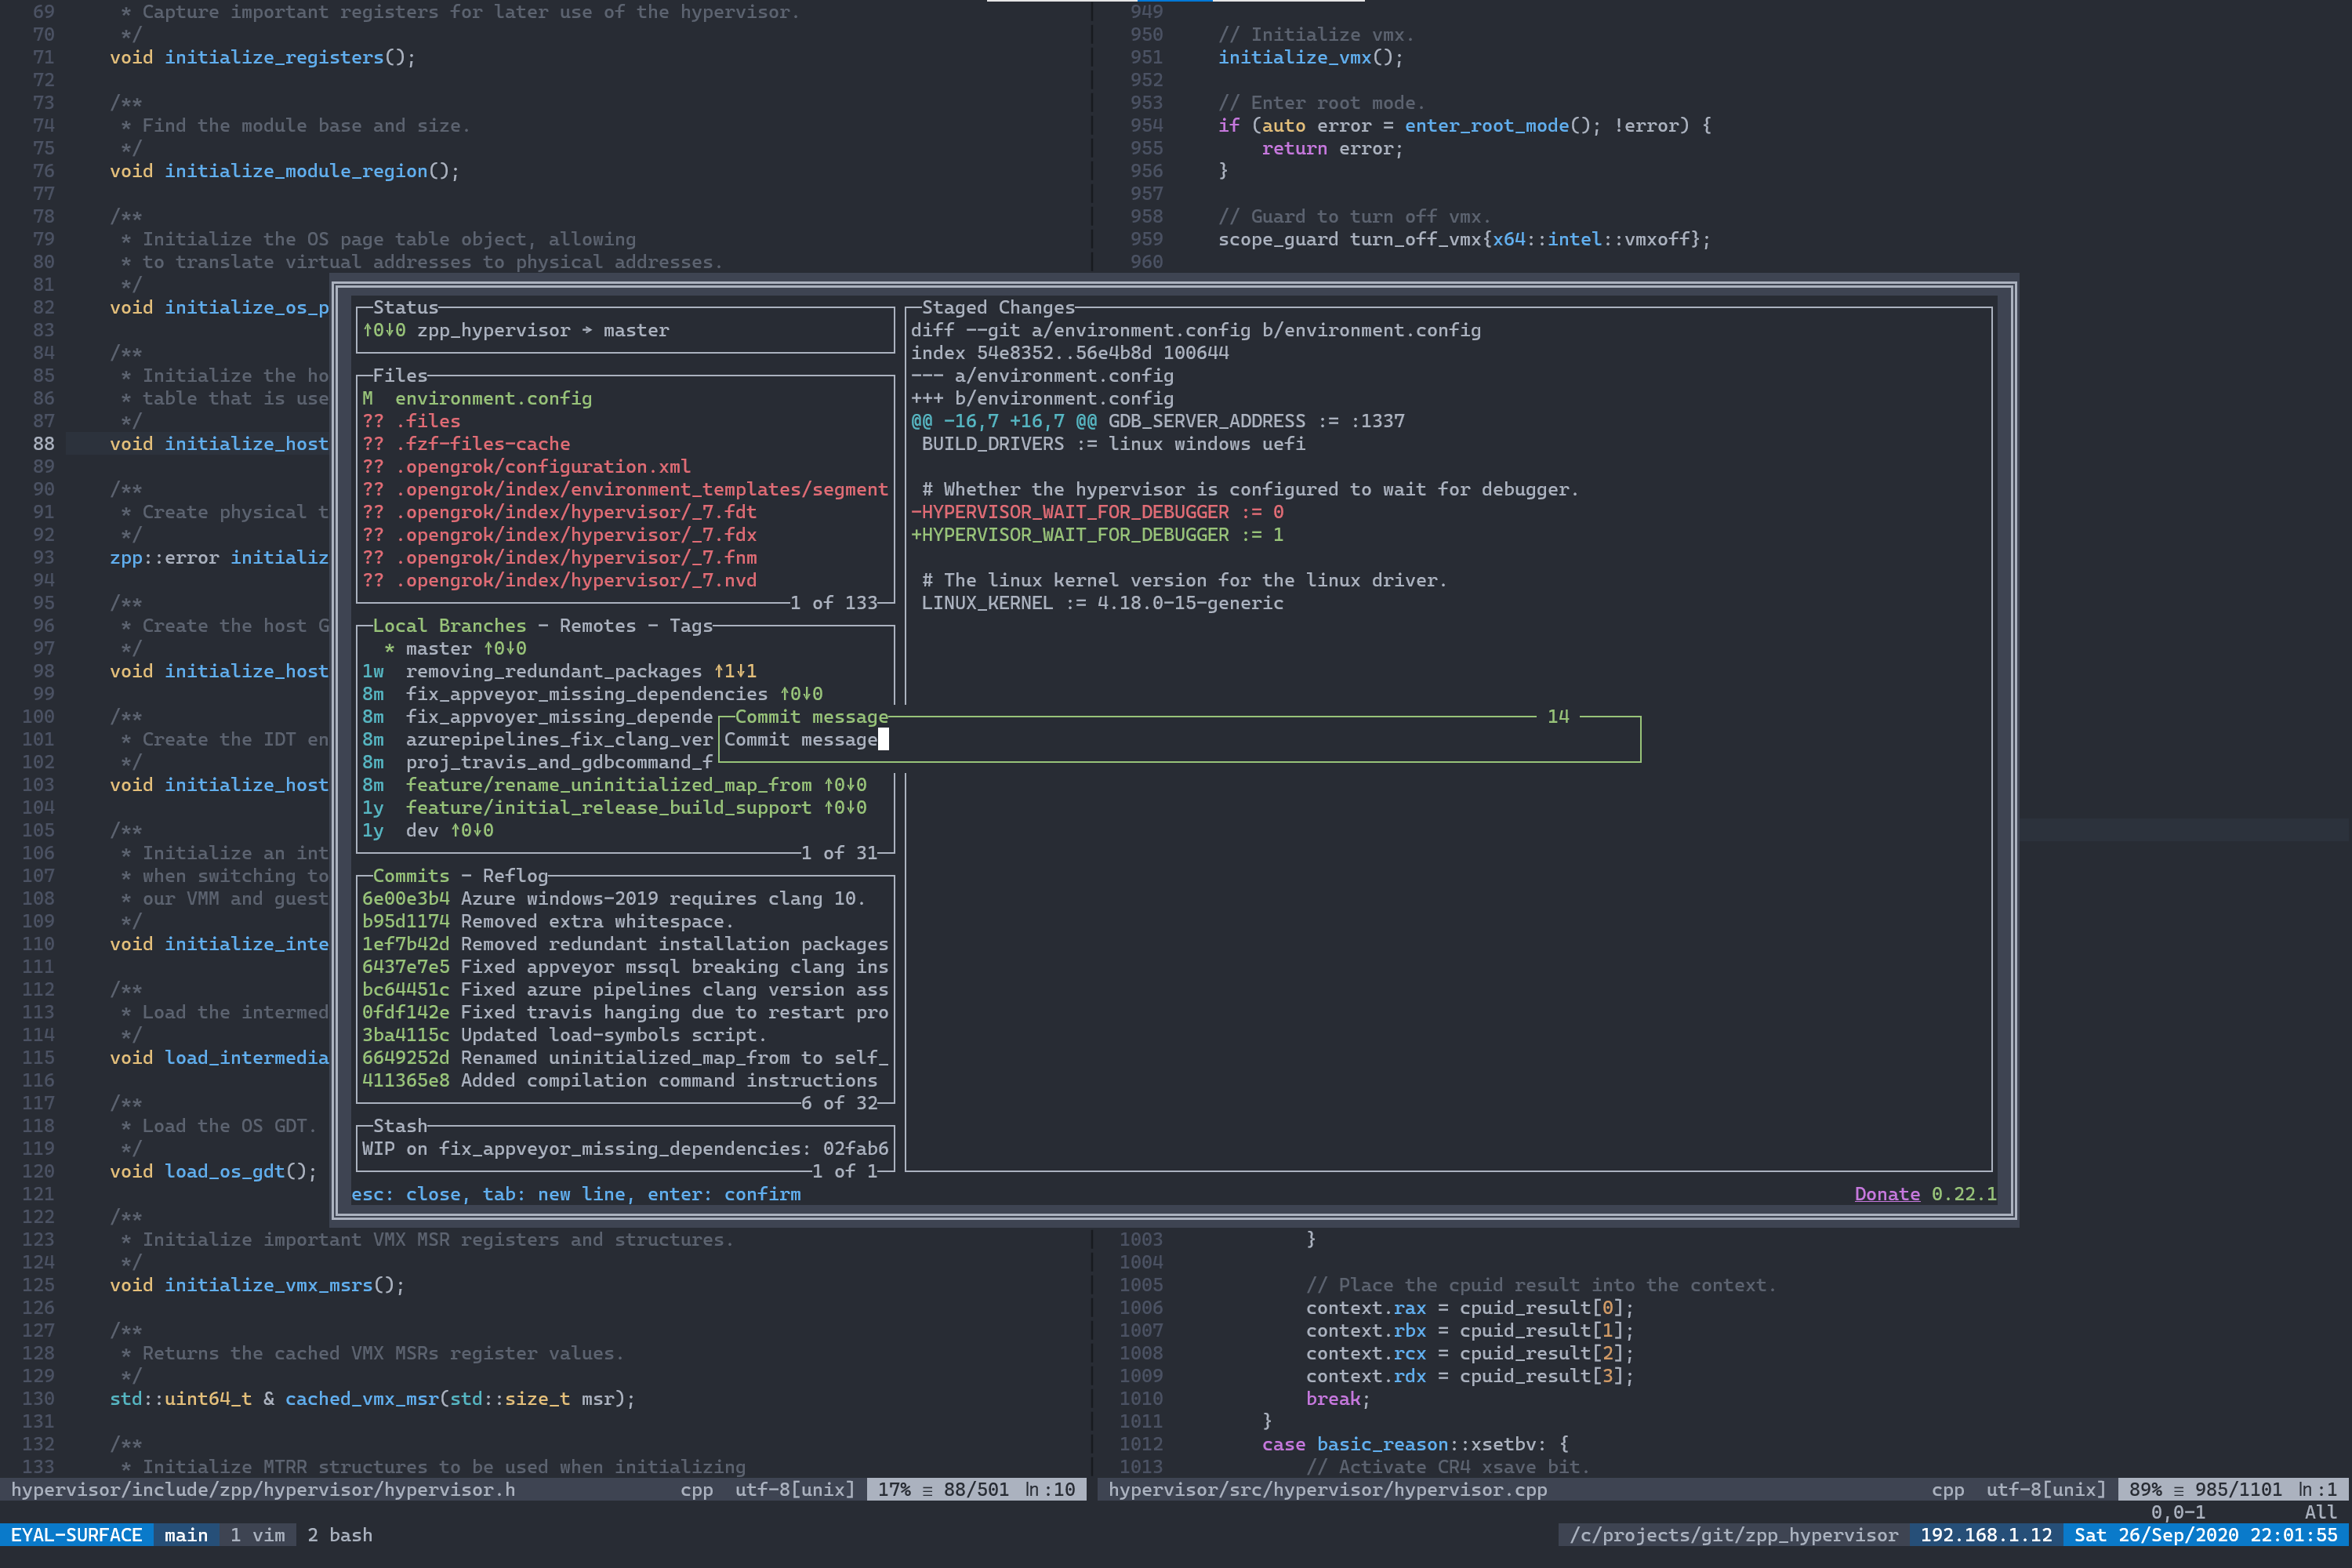 69      * Capture important registers for later use of the hypervisor.
70      */
71     void initialize_registers();
72
73     /**
74      * Find the module base and size.
75      */
76     void initialize_module_region();
77
78     /**
79      * Initialize the OS page table object, allowing
80      * to translate virtual addresses to physical addresses.
81      */
82     void initialize_os_p
83
84     /**
85      * Initialize the ho
86      * table that is use
87      */
88     void initialize_host
89
90     /**
91      * Create physical t
92      */
93     zpp::error initializ
94
95     /**
96      * Create the host G
97      */
98     void initialize_host
99
100     /**
101      * Create the IDT en
102      */
103     void initialize_host
104
105     /**
106      * Initialize an int
107      * when switching to
108      * our VMM and guest
109      */
110     void initialize_inte
111
112     /**
113      * Load the intermed
114      */
115     void load_intermedia
116
117     /**
118      * Load the OS GDT.
119      */
120     void load_os_gdt();
121
122     /**
123      * Initialize important VMX MSR registers and structures.
124      */
125     void initialize_vmx_msrs();
126
127     /**
128      * Returns the cached VMX MSRs register values.
129      */
130     std::uint64_t & cached_vmx_msr(std::size_t msr);
131
132     /**
133      * Initialize MTRR structures to be used when initializing
949
950     // Initialize vmx.
951     initialize_vmx();
952
953     // Enter root mode.
954     if (auto error = enter_root_mode(); !error) {
955         return error;
956     }
957
958     // Guard to turn off vmx.
959     scope_guard turn_off_vmx{x64::intel::vmxoff};
960
Status
↑0↓0 zpp_hypervisor → master
Files
M  environment.config
?? .files
?? .fzf-files-cache
?? .opengrok/configuration.xml
?? .opengrok/index/environment_templates/segment
?? .opengrok/index/hypervisor/_7.fdt
?? .opengrok/index/hypervisor/_7.fdx
?? .opengrok/index/hypervisor/_7.fnm
?? .opengrok/index/hypervisor/_7.nvd
1 of 133
Local Branches - Remotes - Tags
* master ↑0↓0
1w  removing_redundant_packages ↑1↓1
8m  fix_appveyor_missing_dependencies ↑0↓0
8m  fix_appvoyer_missing_depende
8m  azurepipelines_fix_clang_ver
8m  proj_travis_and_gdbcommand_f
8m  feature/rename_uninitialized_map_from ↑0↓0
1y  feature/initial_release_build_support ↑0↓0
1y  dev ↑0↓0
1 of 31
Commits - Reflog
6e00e3b4 Azure windows-2019 requires clang 10.
b95d1174 Removed extra whitespace.
1ef7b42d Removed redundant installation packages
6437e7e5 Fixed appveyor mssql breaking clang ins
bc64451c Fixed azure pipelines clang version ass
0fdf142e Fixed travis hanging due to restart pro
3ba4115c Updated load-symbols script.
6649252d Renamed uninitialized_map_from to self_
411365e8 Added compilation command instructions
6 of 32
Stash
WIP on fix_appveyor_missing_dependencies: 02fab6
1 of 1
Staged Changes
diff --git a/environment.config b/environment.config
index 54e8352..56e4b8d 100644
--- a/environment.config
+++ b/environment.config
@@ -16,7 +16,7 @@ GDB_SERVER_ADDRESS := :1337
BUILD_DRIVERS := linux windows uefi
# Whether the hypervisor is configured to wait for debugger.
-HYPERVISOR_WAIT_FOR_DEBUGGER := 0
+HYPERVISOR_WAIT_FOR_DEBUGGER := 1
# The linux kernel version for the linux driver.
LINUX_KERNEL := 4.18.0-15-generic
Commit message 14
Commit message
esc: close, tab: new line, enter: confirm
Donate 0.22.1
1003             }
1004
1005             // Place the cpuid result into the context.
1006             context.rax = cpuid_result[0];
1007             context.rbx = cpuid_result[1];
1008             context.rcx = cpuid_result[2];
1009             context.rdx = cpuid_result[3];
1010             break;
1011         }
1012         case basic_reason::xsetbv: {
1013             // Activate CR4 xsave bit.
hypervisor/include/zpp/hypervisor/hypervisor.h cpp utf-8[unix] 17% ≡ 88/501 ln:10
hypervisor/src/hypervisor/hypervisor.cpp cpp utf-8[unix] 89% ≡ 985/1101 ln:1
0,0-1 All
EYAL-SURFACE main 1 vim 2 bash
/c/projects/git/zpp_hypervisor 192.168.1.12 Sat 26/Sep/2020 22:01:55